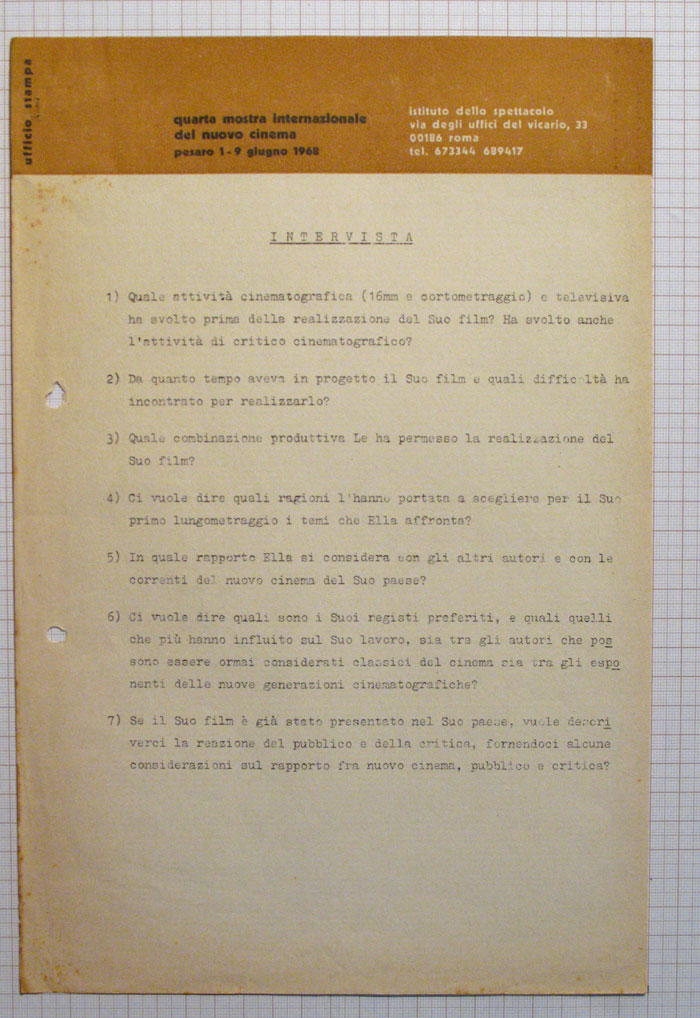 ufficio stampa
quarta mostra internazionale
del nuovo cinema
pesaro 1-9 giugno 1968
istituto dello spettacolo
via degli uffici del vicario, 33
00186 roma
tel. 673344 689417
INTERVISTA
1) Quale attività cinematografica (16mm e cortometraggio) e televisiva
ha svolto prima della realizzazione del Suo film? Ha svolto anche
l'attività di critico cinematografico?
2) Da quanto tempo aveva in progetto il Suo film e quali difficoltà ha
incontrato per realizzarlo?
3) Quale combinazione produttiva Le ha permesso la realizzazione del
Suo film?
4) Ci vuole dire quali ragioni l'hanno portata a scegliere per il Suo
primo lungometraggio i temi che Ella affronta?
5) In quale rapporto Ella si considera con gli altri autori e con le
correnti del nuovo cinema del Suo paese?
6) Ci vuole dire quali sono i Suoi registi preferiti, e quali quelli
che più hanno influito sul Suo lavoro, sia tra gli autori che pos
sono essere ormai considerati classici del cinema sia tra gli espo
nenti delle nuove generazioni cinematografiche?
7) Se il Suo film è già stato presentato nel Suo paese, vuole descri
verci la reazione del pubblico e della critica, fornendoci alcune
considerazioni sul rapporto fra nuovo cinema, pubblico e critica?